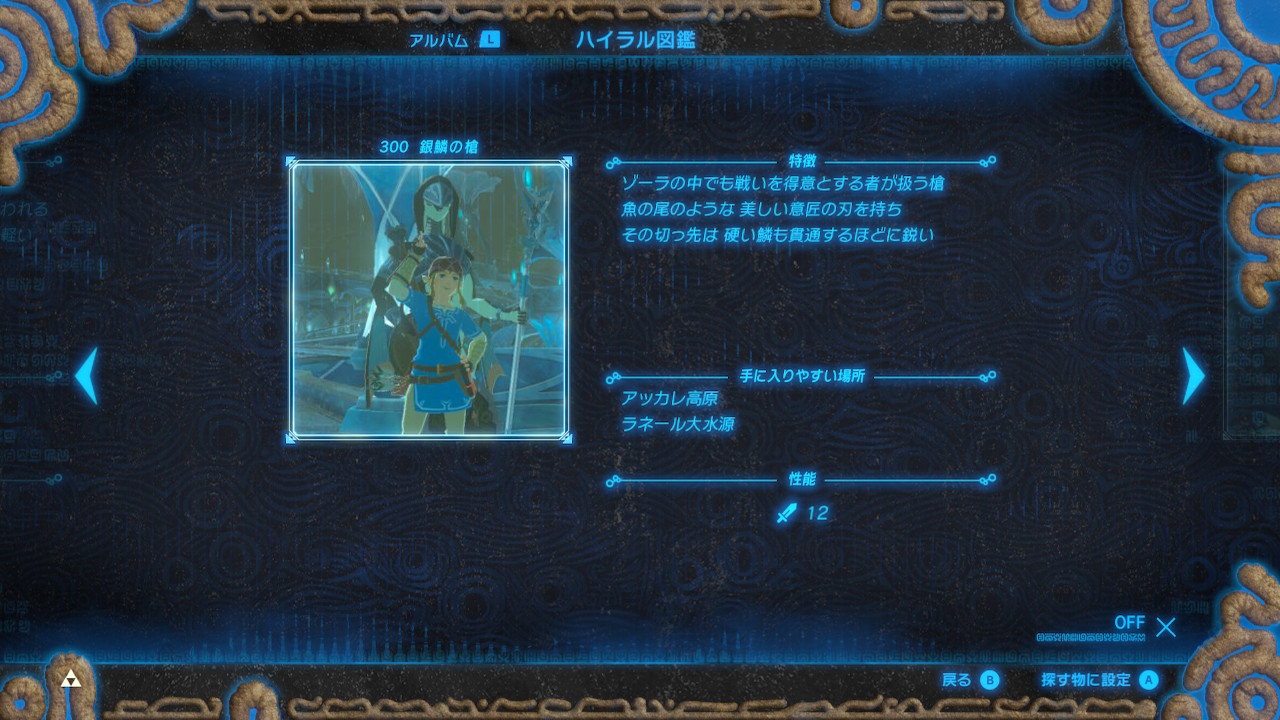 アルバム L
ハイラル図鑑
300 銀鱗の槍
特徴
ゾーラの中でも戦いを得意とする者が扱う槍
魚の尾のような 美しい意匠の刃を持ち
その切っ先は 硬い鱗も貫通するほどに鋭い
手に入りやすい場所
アッカレ高原
ラネール大水源
性能
12
OFF
戻る B
探す物に設定 A